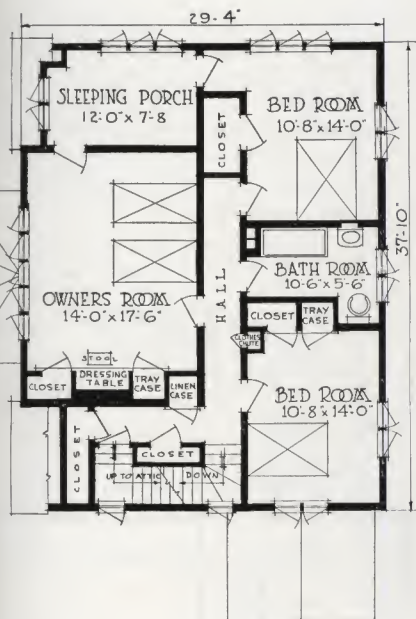 29-4"
SLEEPING PORCH
12'-0" x 7'-8
CLOSET
BED ROOM
10'-8" x 14'-0"
37'-10"
OWNERS ROOM
14'-0" x 17'-6"
HALL
BATH ROOM
10'-6" x 5'-6"
CLOSET
TRAY
CASE
CLOTHES
CHUTE
STOOL
CLOSET
DRESSING
TABLE
TRAY
CASE
LINEN
CASE
BED ROOM
10'-8 x 14'-0"
CLOSET
CLOSET
UP TO ATTIC
DOWN